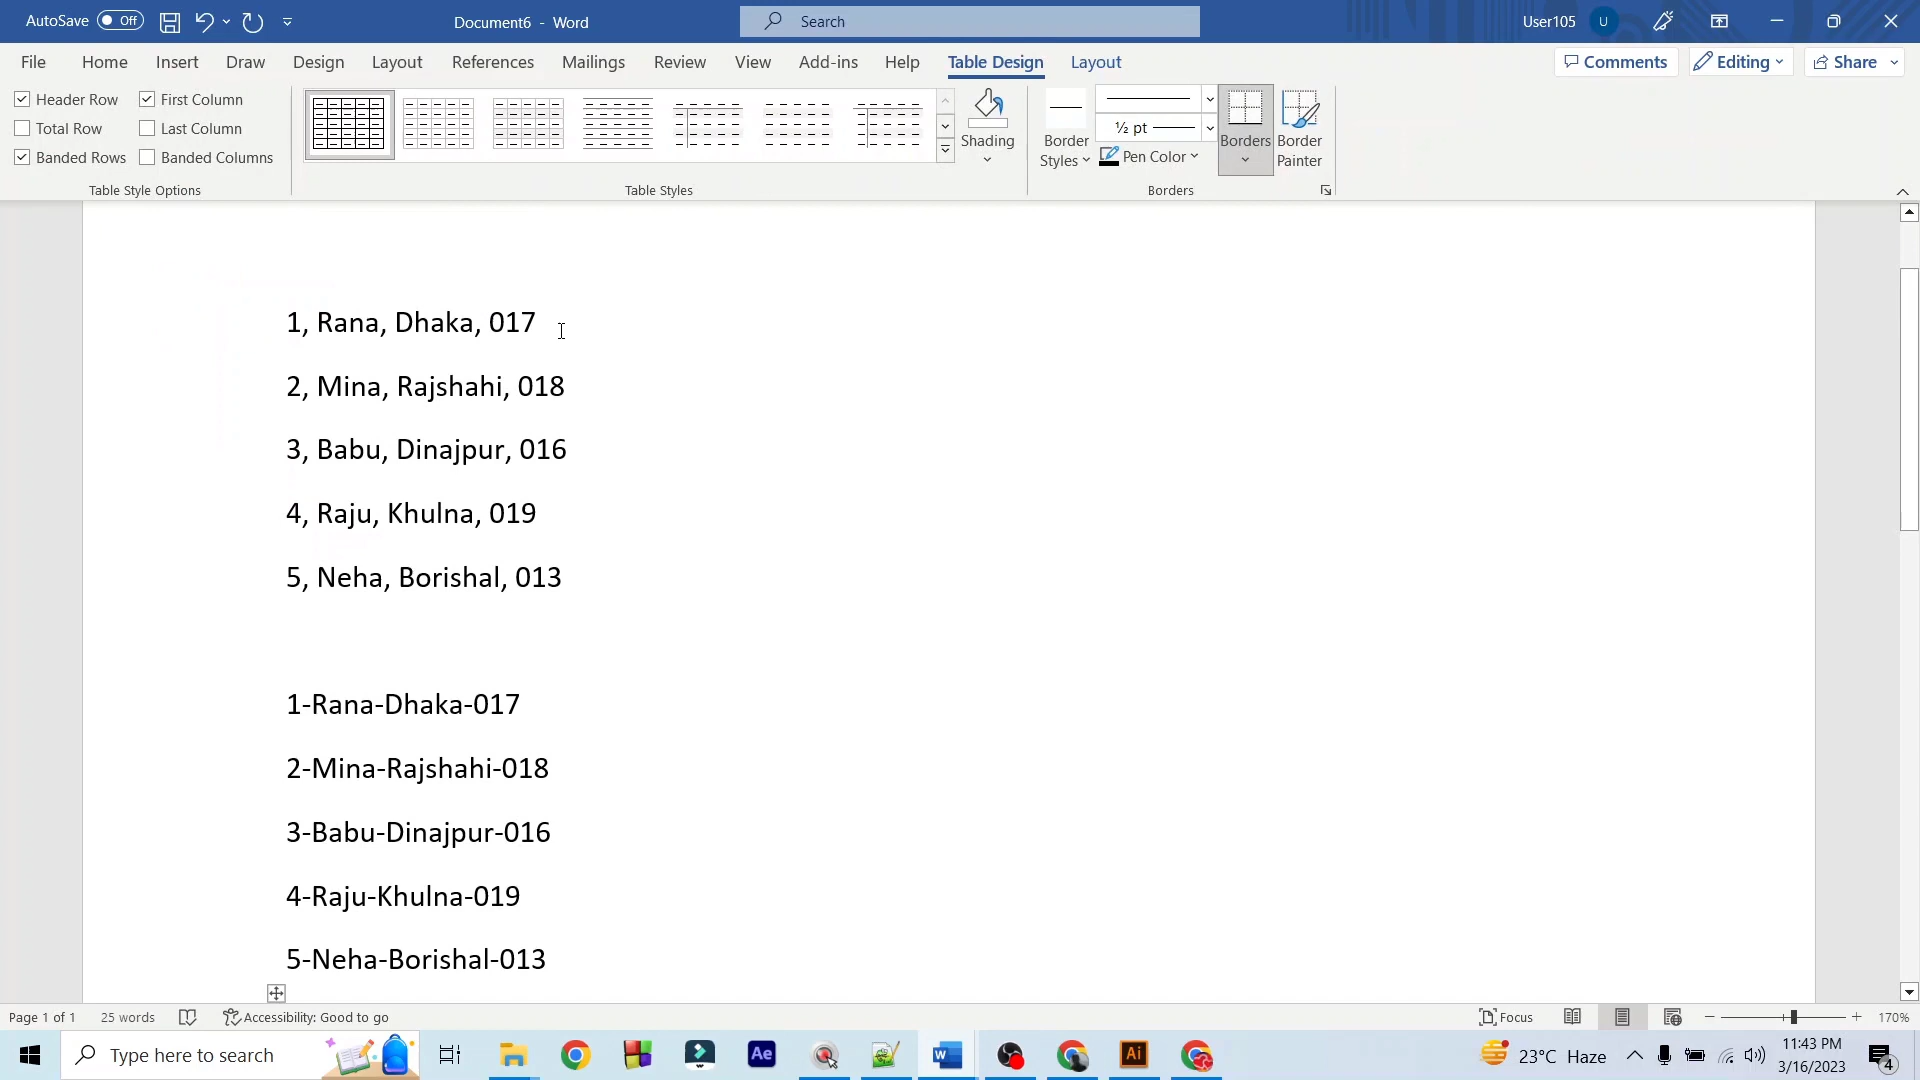 AutoSave Off Document6 - Word Search User105 U
File Home Insert Draw Design Layout References Mailings Review View Add-ins Help Table Design Layout Comments Editing Share
Header Row First Column
Total Row Last Column
Banded Rows Banded Columns
Table Style Options
Table Styles
Shading
Border Styles
½ pt
Pen Color
Borders
Border Painter
Borders
1, Rana, Dhaka, 017
2, Mina, Rajshahi, 018
3, Babu, Dinajpur, 016
4, Raju, Khulna, 019
5, Neha, Borishal, 013
1-Rana-Dhaka-017
2-Mina-Rajshahi-018
3-Babu-Dinajpur-016
4-Raju-Khulna-019
5-Neha-Borishal-013
Page 1 of 1 25 words Accessibility: Good to go Focus 170%
Type here to search Ae Ai 23°C Haze 11:43 PM
3/16/2023 4